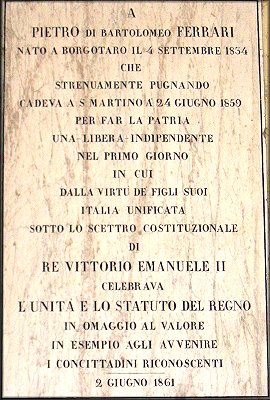 A
PIETRO DI BARTOLOMEO FERRARI
NATO A BORGOTARO IL 4 SETTEMBRE 1834
CHE
STRENUAMENTE PUGNANDO
CADEVA A S MARTINO A 24 GIUGNO 1859
PER FAR LA PATRIA
UNA-LIBERA-INDIPENDENTE
NEL PRIMO GIORNO
IN CUI
DALLA VIRTÙ DE FIGLI SUOI
ITALIA UNIFICATA
SOTTO LO SCETTRO COSTITUZIONALE
DI
RE VITTORIO EMANUELE II
CELEBRAVA
L'UNITÀ E LO STATUTO DEL REGNO
IN OMAGGIO AL VALORE
IN ESEMPIO AGLI AVVENIRE
I CONCITTADINI RICONOSCENTI
2 GIUGNO 1861